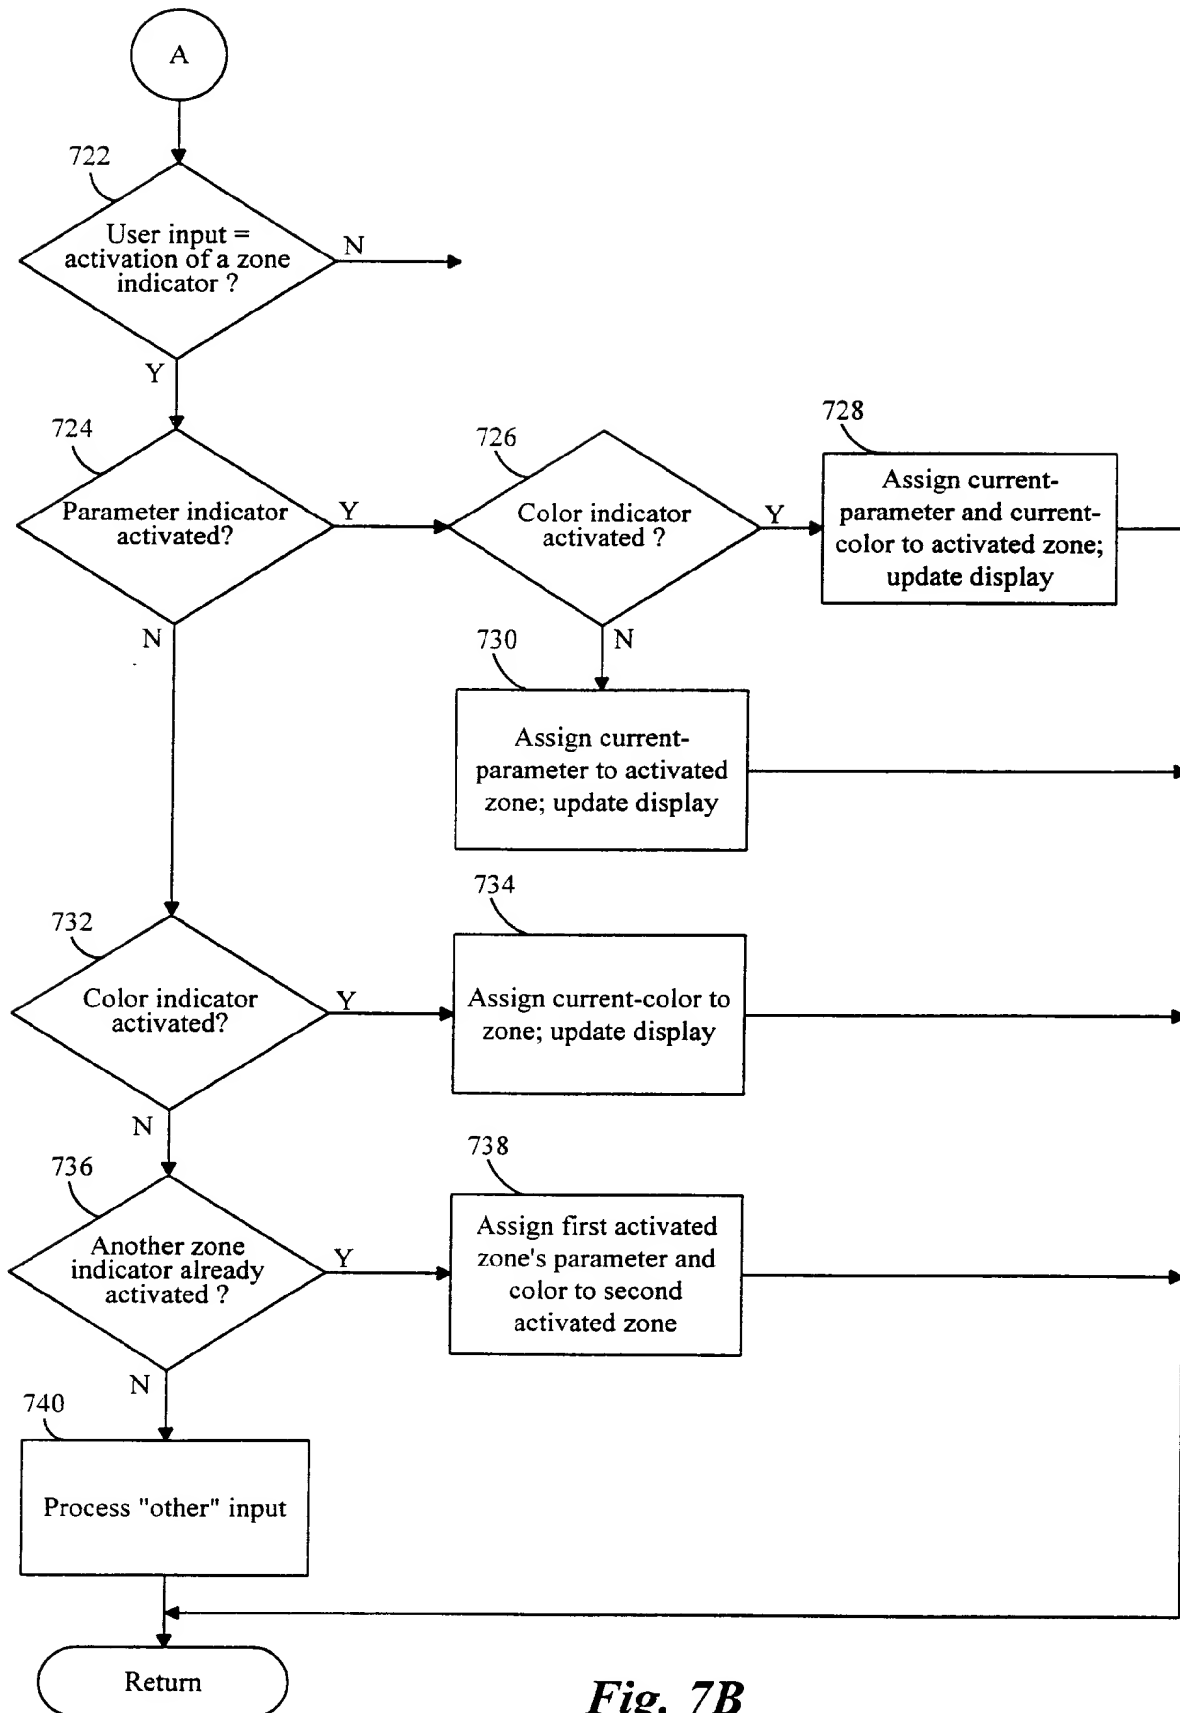 A
722
User input =
activation of a zone
indicator ?
N
Y
724
Parameter indicator
activated?
Y
N
726
Color indicator
activated ?
Y
N
728
Assign current-
parameter and current-
color to activated zone;
update display
730
Assign current-
parameter to activated
zone; update display
732
Color indicator
activated?
Y
N
734
Assign current-color to
zone; update display
736
Another zone
indicator already
activated ?
Y
N
738
Assign first activated
zone's parameter and
color to second
activated zone
740
Process "other" input
Return
Fig. 7B